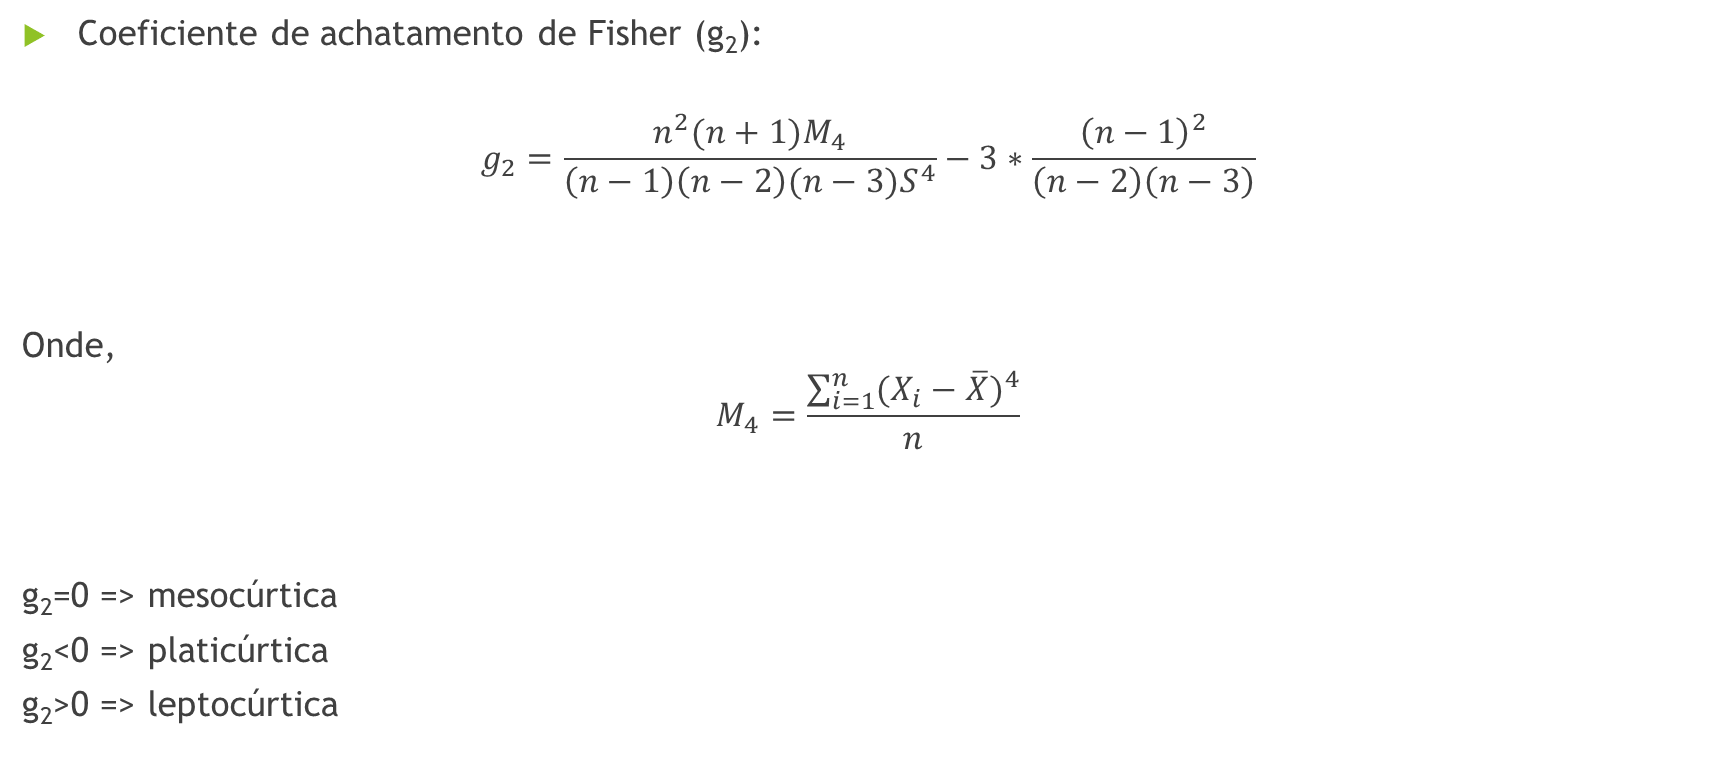 ▶ Coeficiente de achatamento de Fisher (g₂):
g₂ = n²(n + 1)M₄ / (n − 1)(n − 2)(n − 3)S⁴ − 3 * (n − 1)² / (n − 2)(n − 3)
Onde,
M₄ = ∑ⁿᵢ₌₁(Xᵢ − X̄)⁴ / n
g₂=0 => mesocúrtica
g₂<0 => platicúrtica
g₂>0 => leptocúrtica